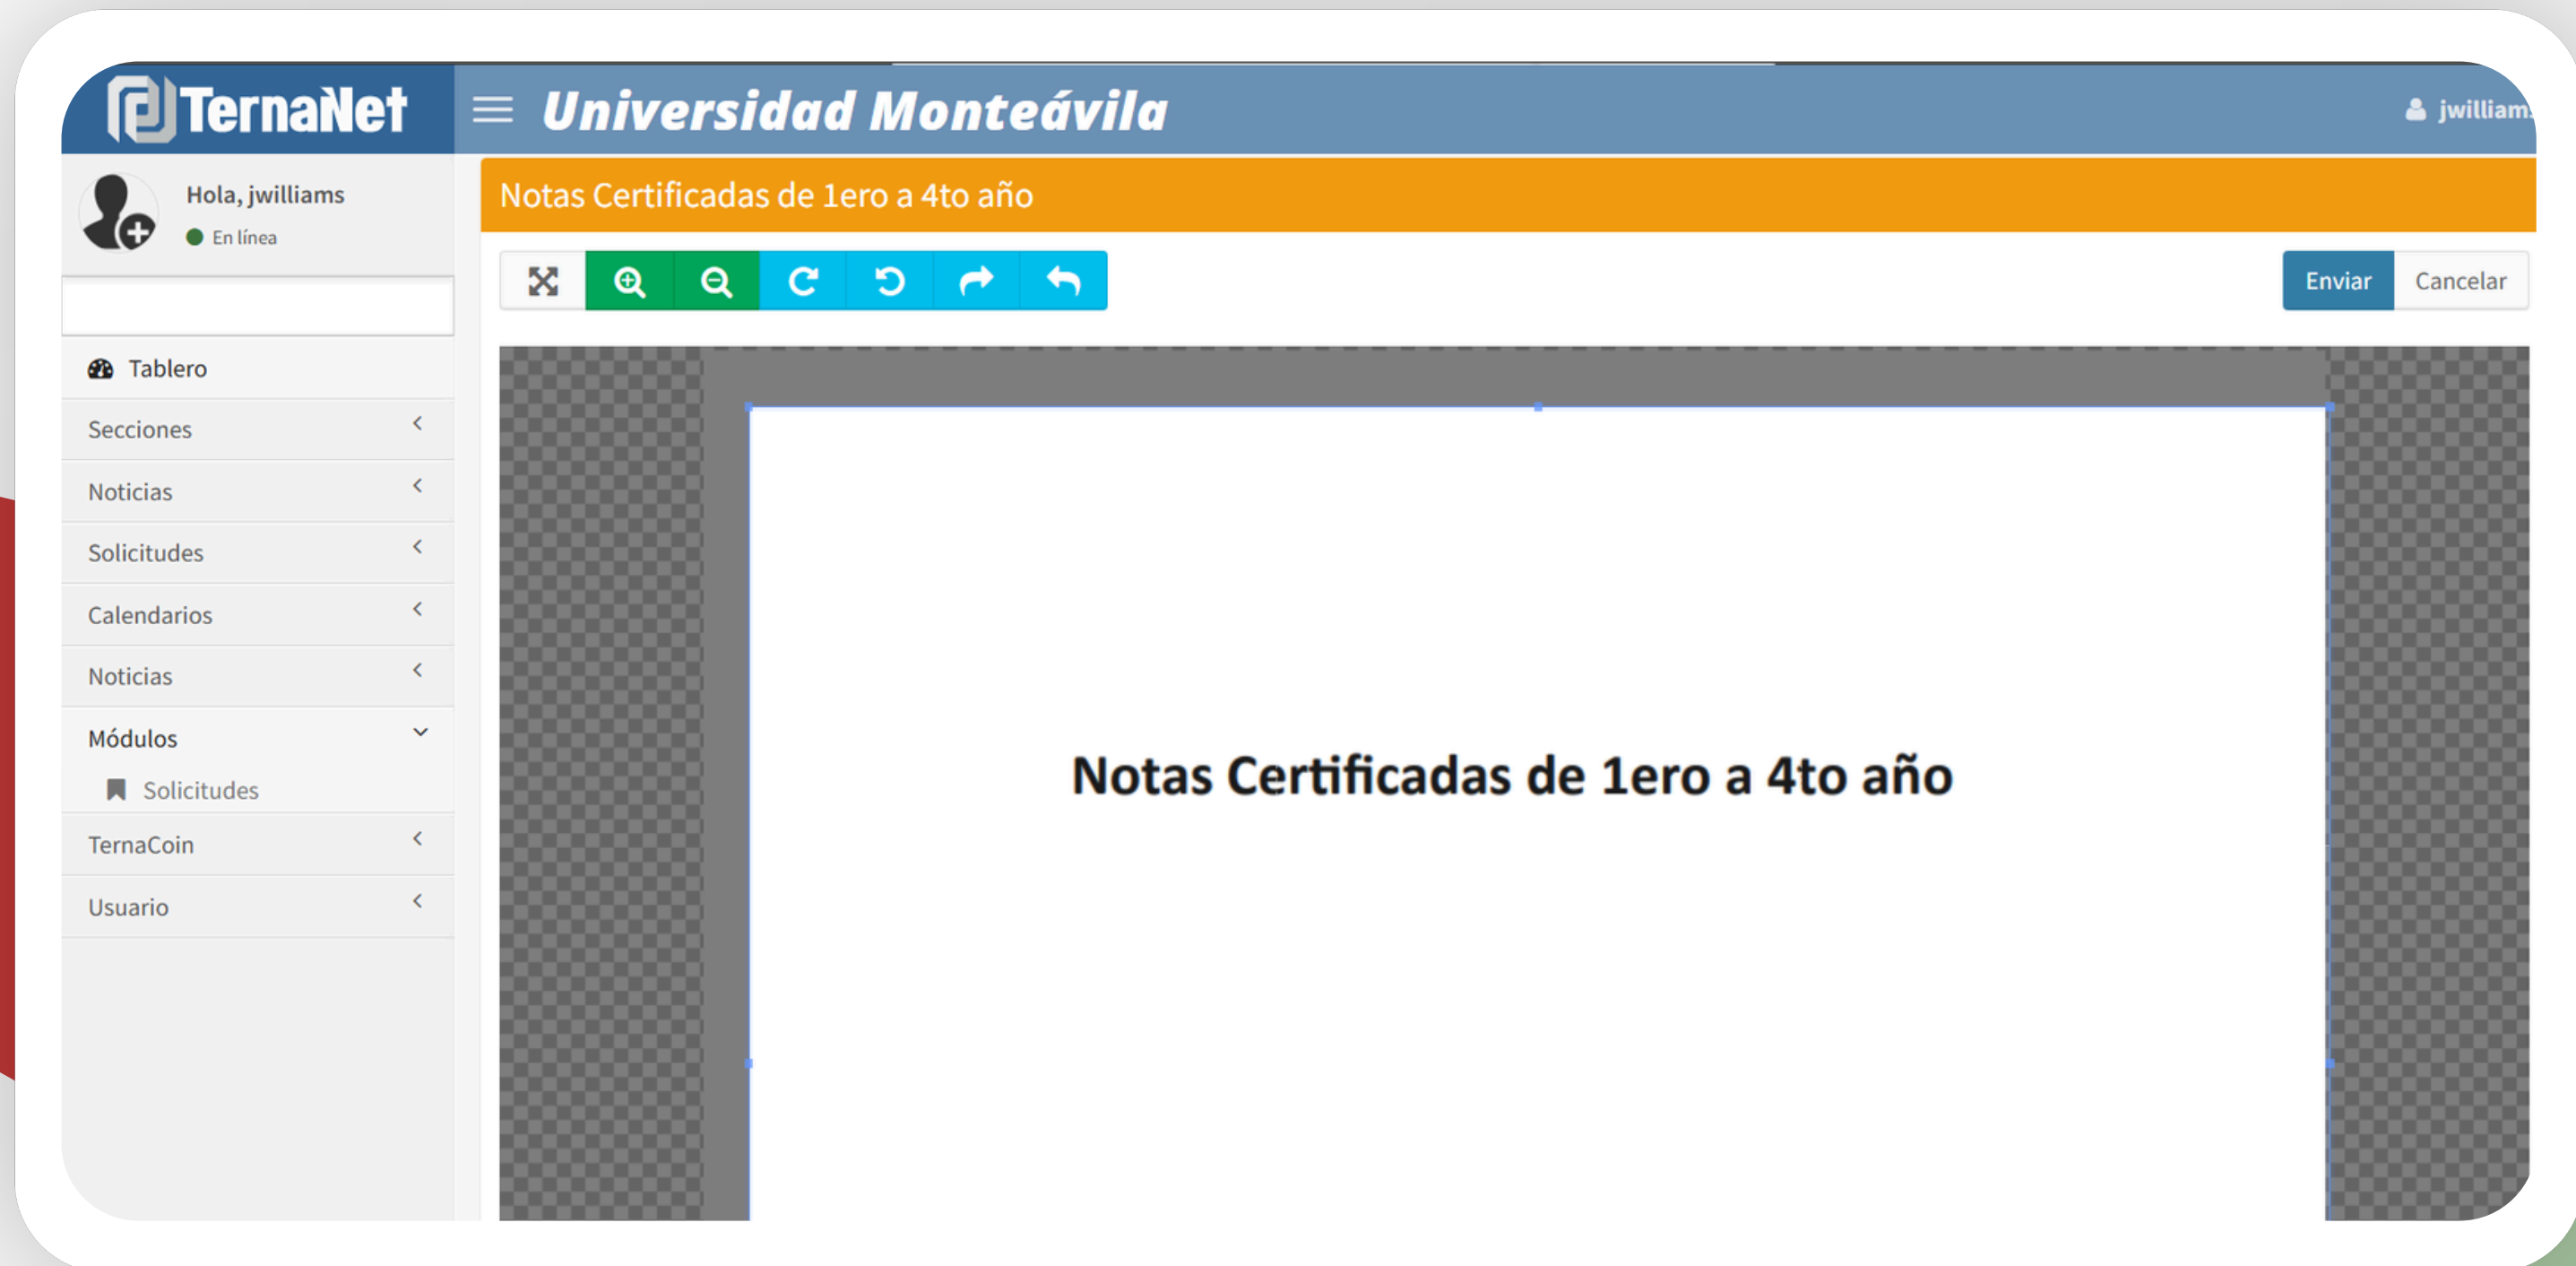 TernaNet
Universidad Monteávila
jwilliams
Hola, jwilliams
En línea
Notas Certificadas de 1ero a 4to año
Enviar
Cancelar
Tablero
Secciones
Noticias
Solicitudes
Calendarios
Noticias
Módulos
Solicitudes
TernaCoin
Usuario
Notas Certificadas de 1ero a 4to año